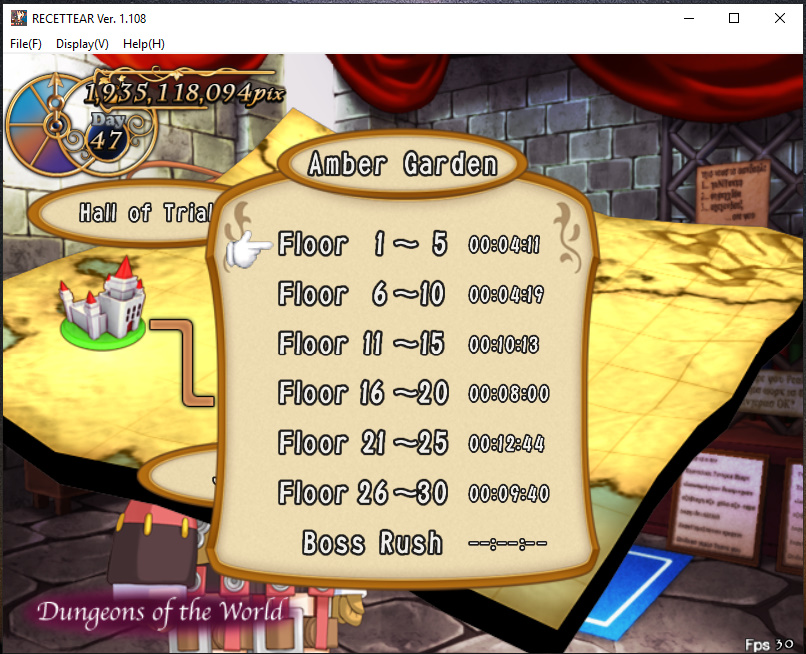 RECETTEAR Ver. 1.108
File(F) Display(V) Help(H)
1,935,118,094pix
Day
47
Amber Garden
Hall of Trial
Floor 1~ 5 00:04:11
Floor 6~10 00:04:19
Floor 11~15 00:10:13
Floor 16~20 00:08:00
Floor 21~25 00:12:44
Floor 26~30 00:09:40
Boss Rush --:--:--
Dungeons of the World
Fps 30